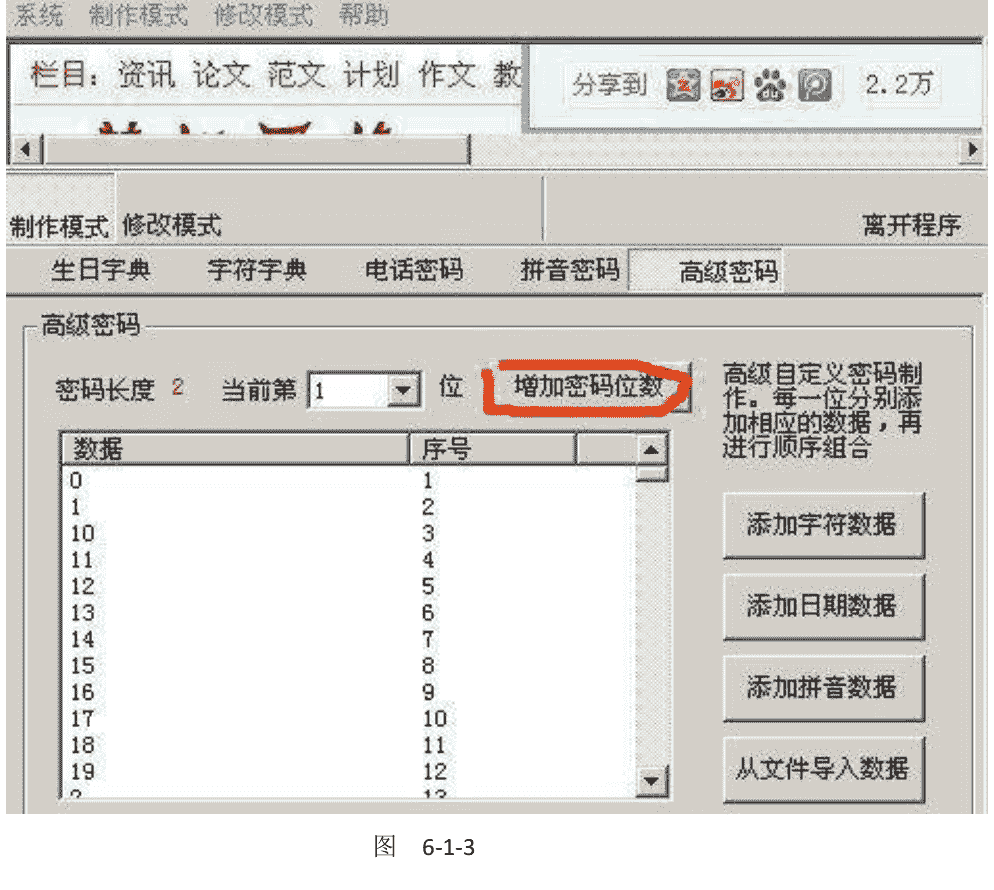 系统 制作模式 修改模式 帮助
栏目: 资讯 论文 范文 计划 作文 教
分享到 2.2万
制作模式 修改模式 离开程序
生日字典 字符字典 电话密码 拼音密码 高级密码
高级密码
密码长度 2 当前第 1 位 增加密码位数
高级自定义密码制
作。每一位分别添
加相应的数据,再
进行顺序组合
数据 序号
0 1
1 2
10 3
11 4
12 5
13 6
14 7
15 8
16 9
17 10
18 11
19 12
2 13
添加字符数据
添加日期数据
添加拼音数据
从文件导入数据
图 6-1-3